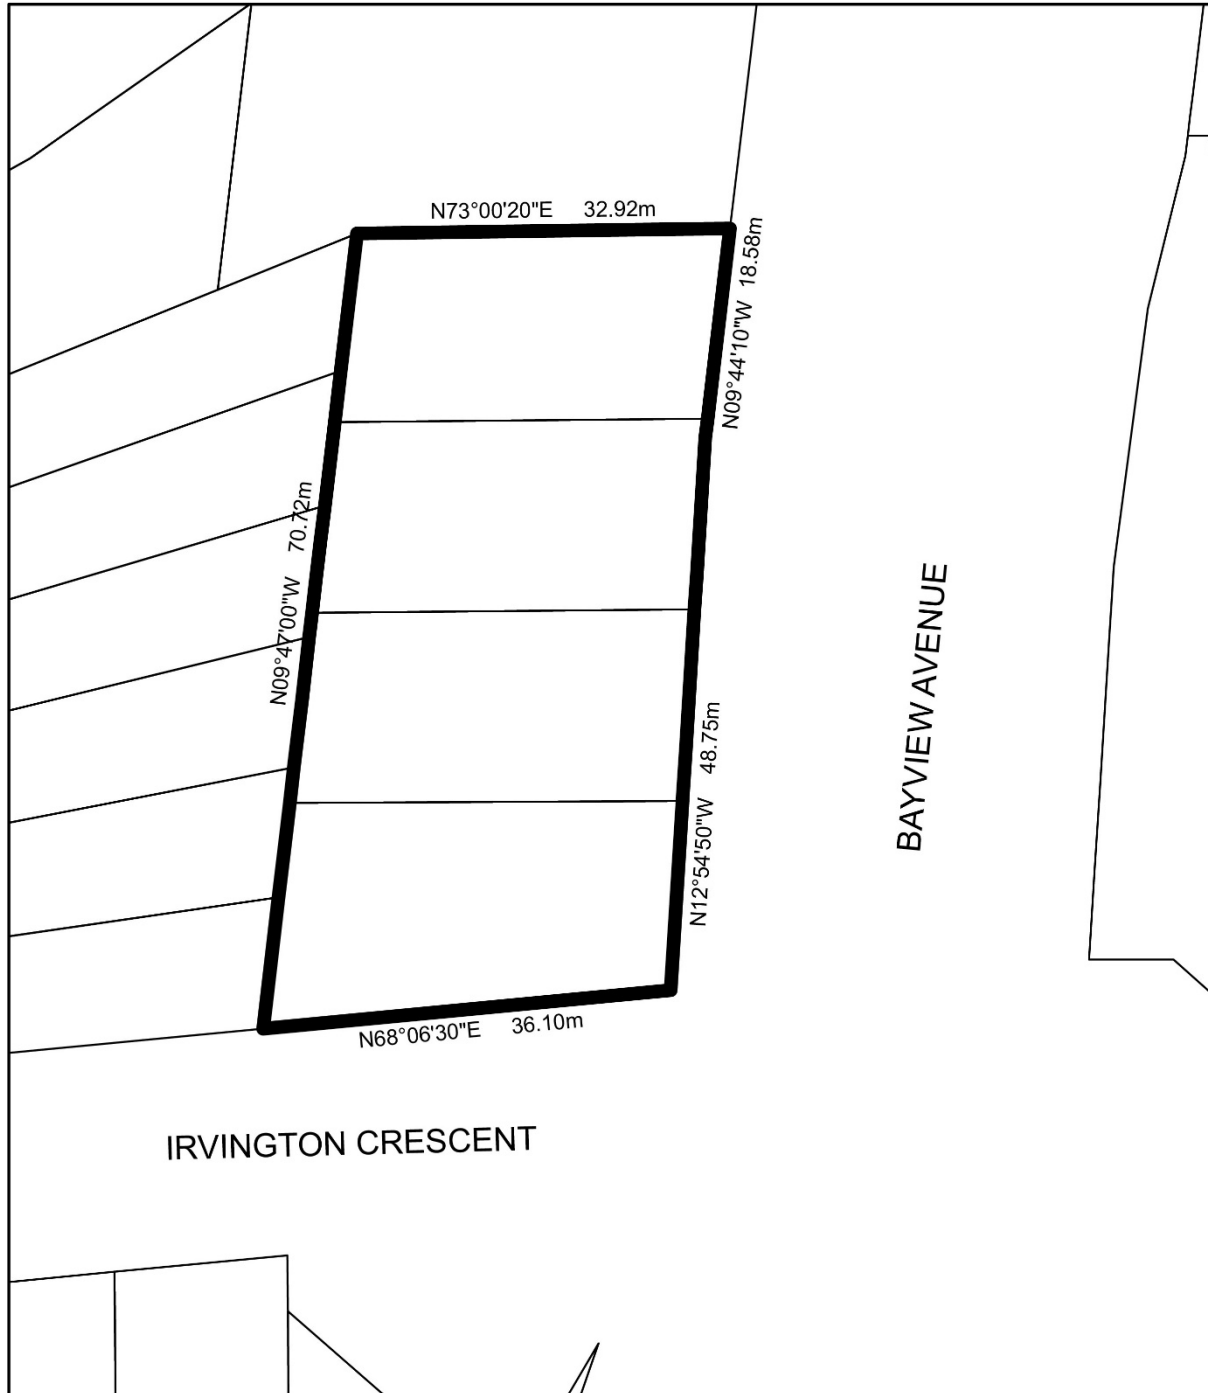 N73°00'20"E 32.92m
N09°44'10"W 18.58m
N09°47'00"W 70.72m
BAYVIEW AVENUE
N12°54'50"W 48.75m
N68°06'30"E 36.10m
IRVINGTON CRESCENT